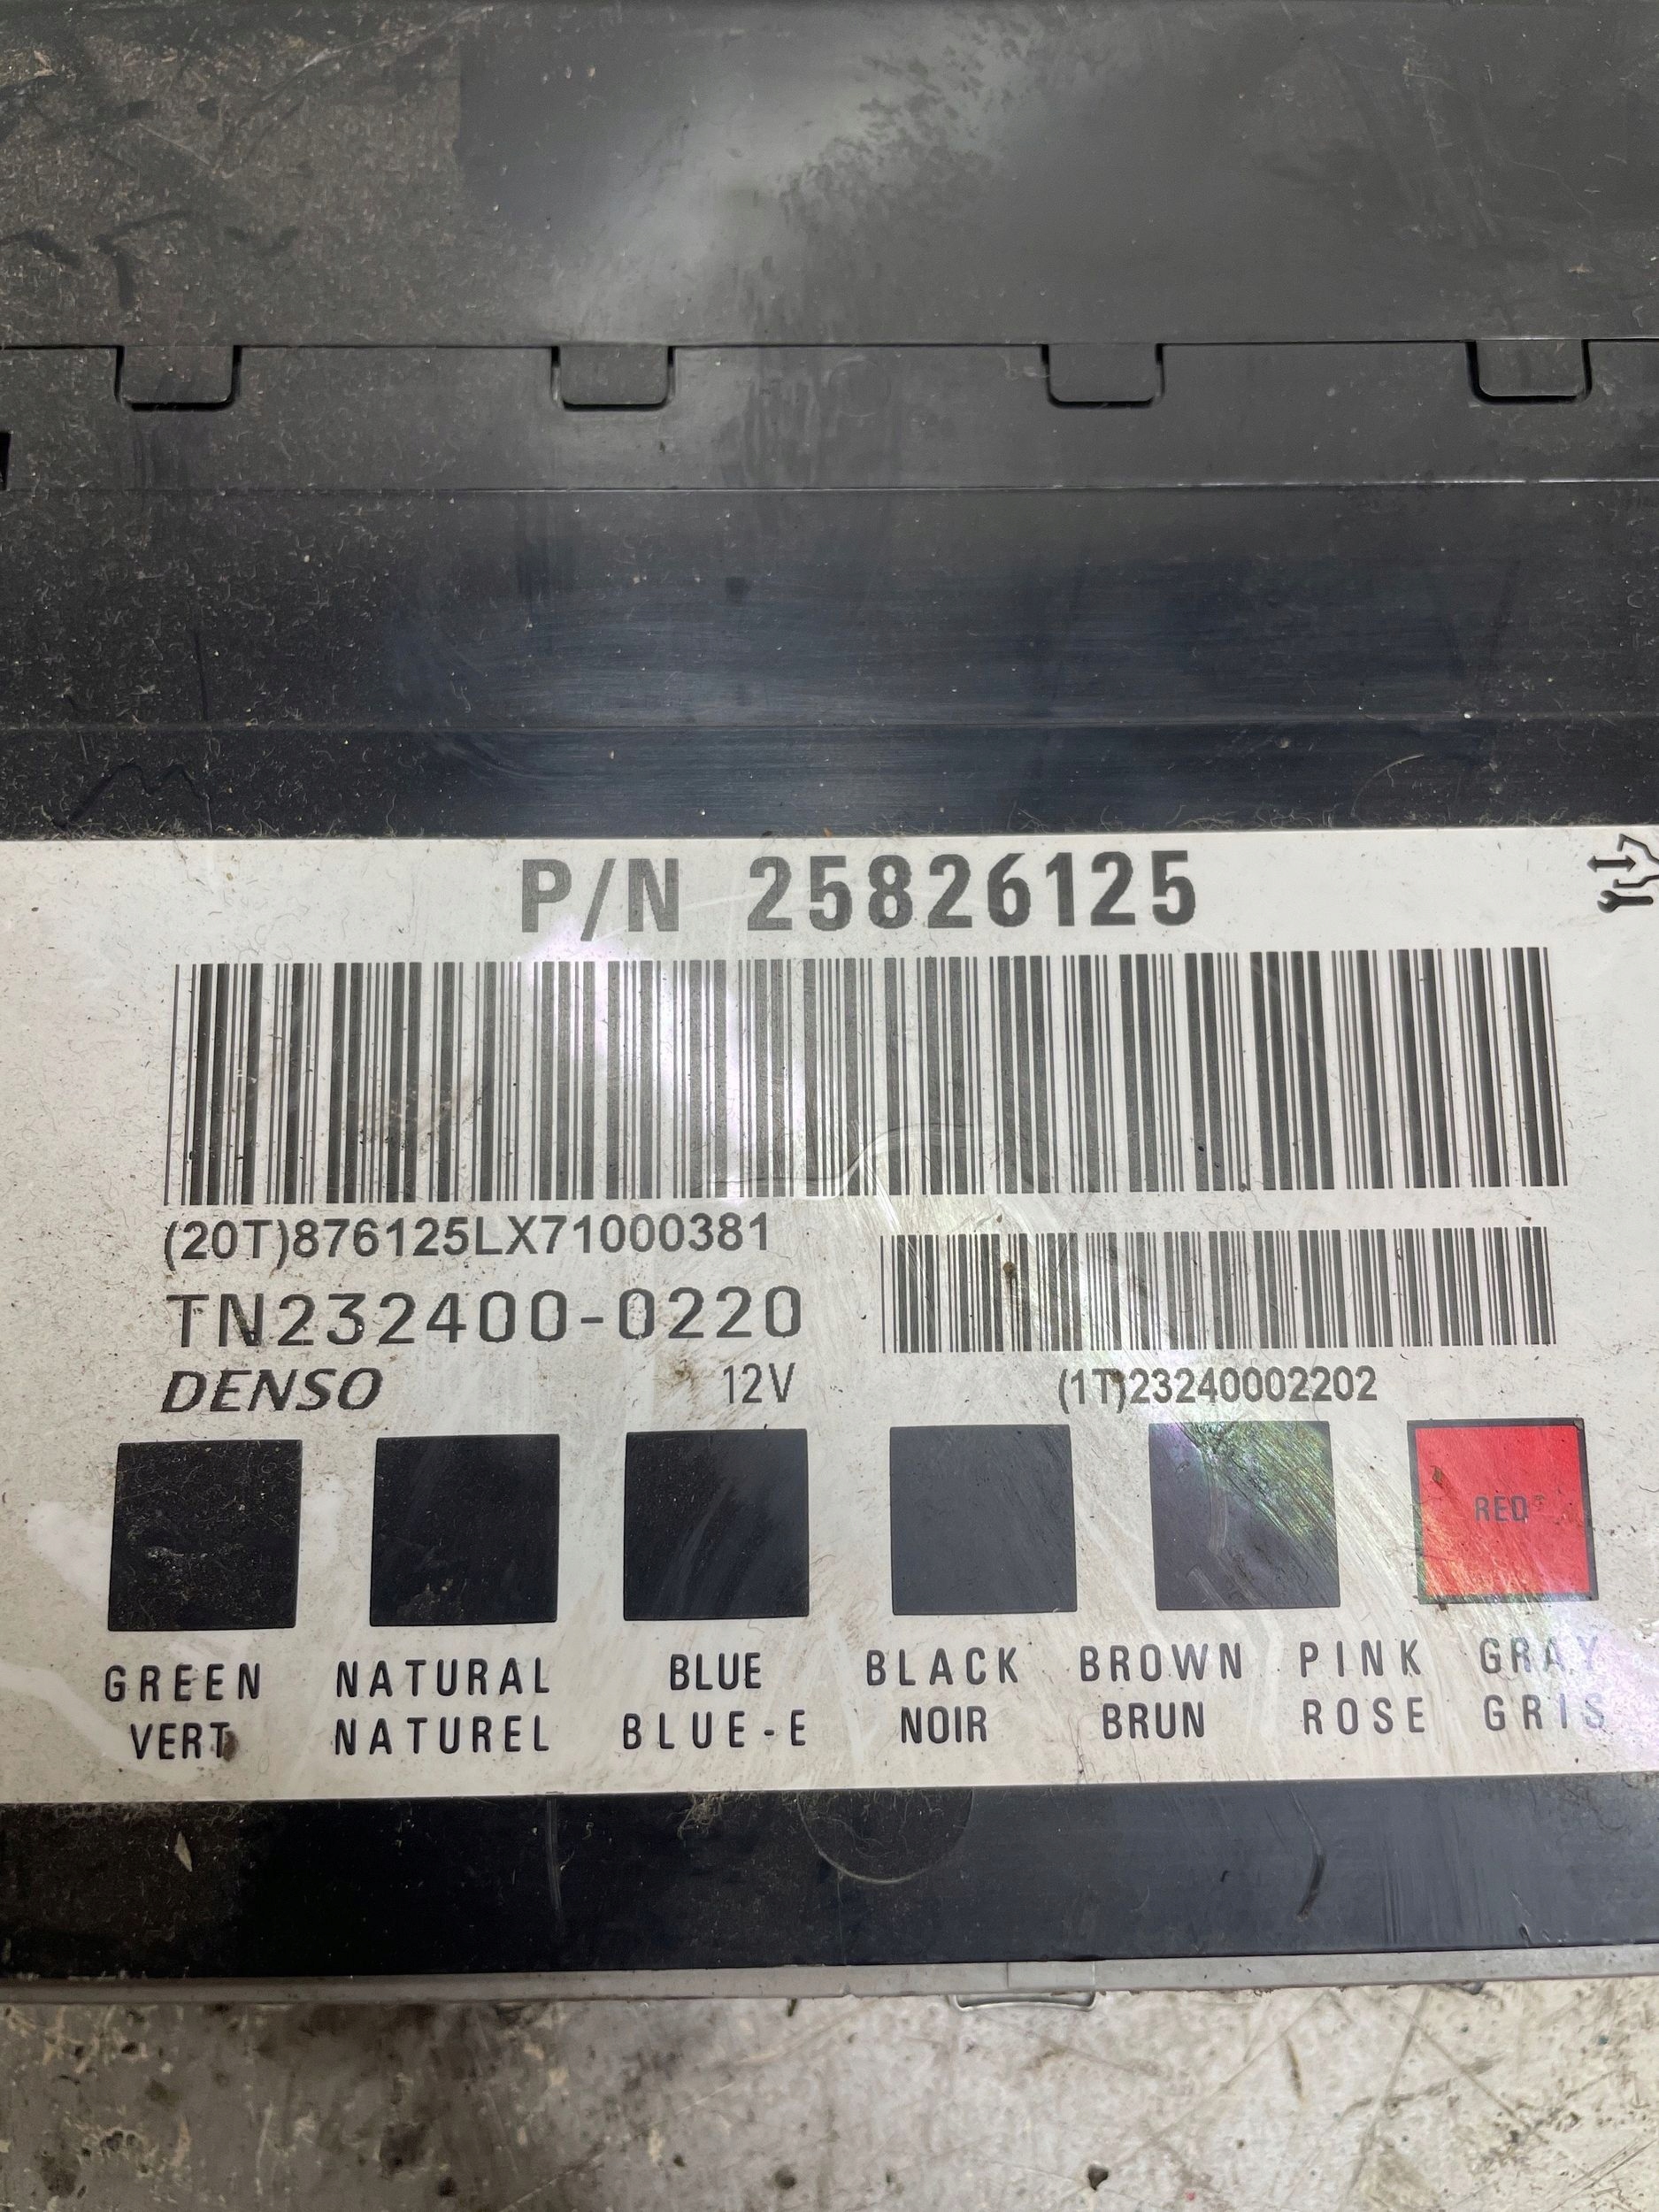 P/N 25826125
(20T)876125LX71000381
TN232400-0220
DENSO 12V
(1T)23240002202
RED
GREEN NATURAL BLUE BLACK BROWN PINK GRAY
VERT NATUREL BLUE-E NOIR BRUN ROSE GRIS